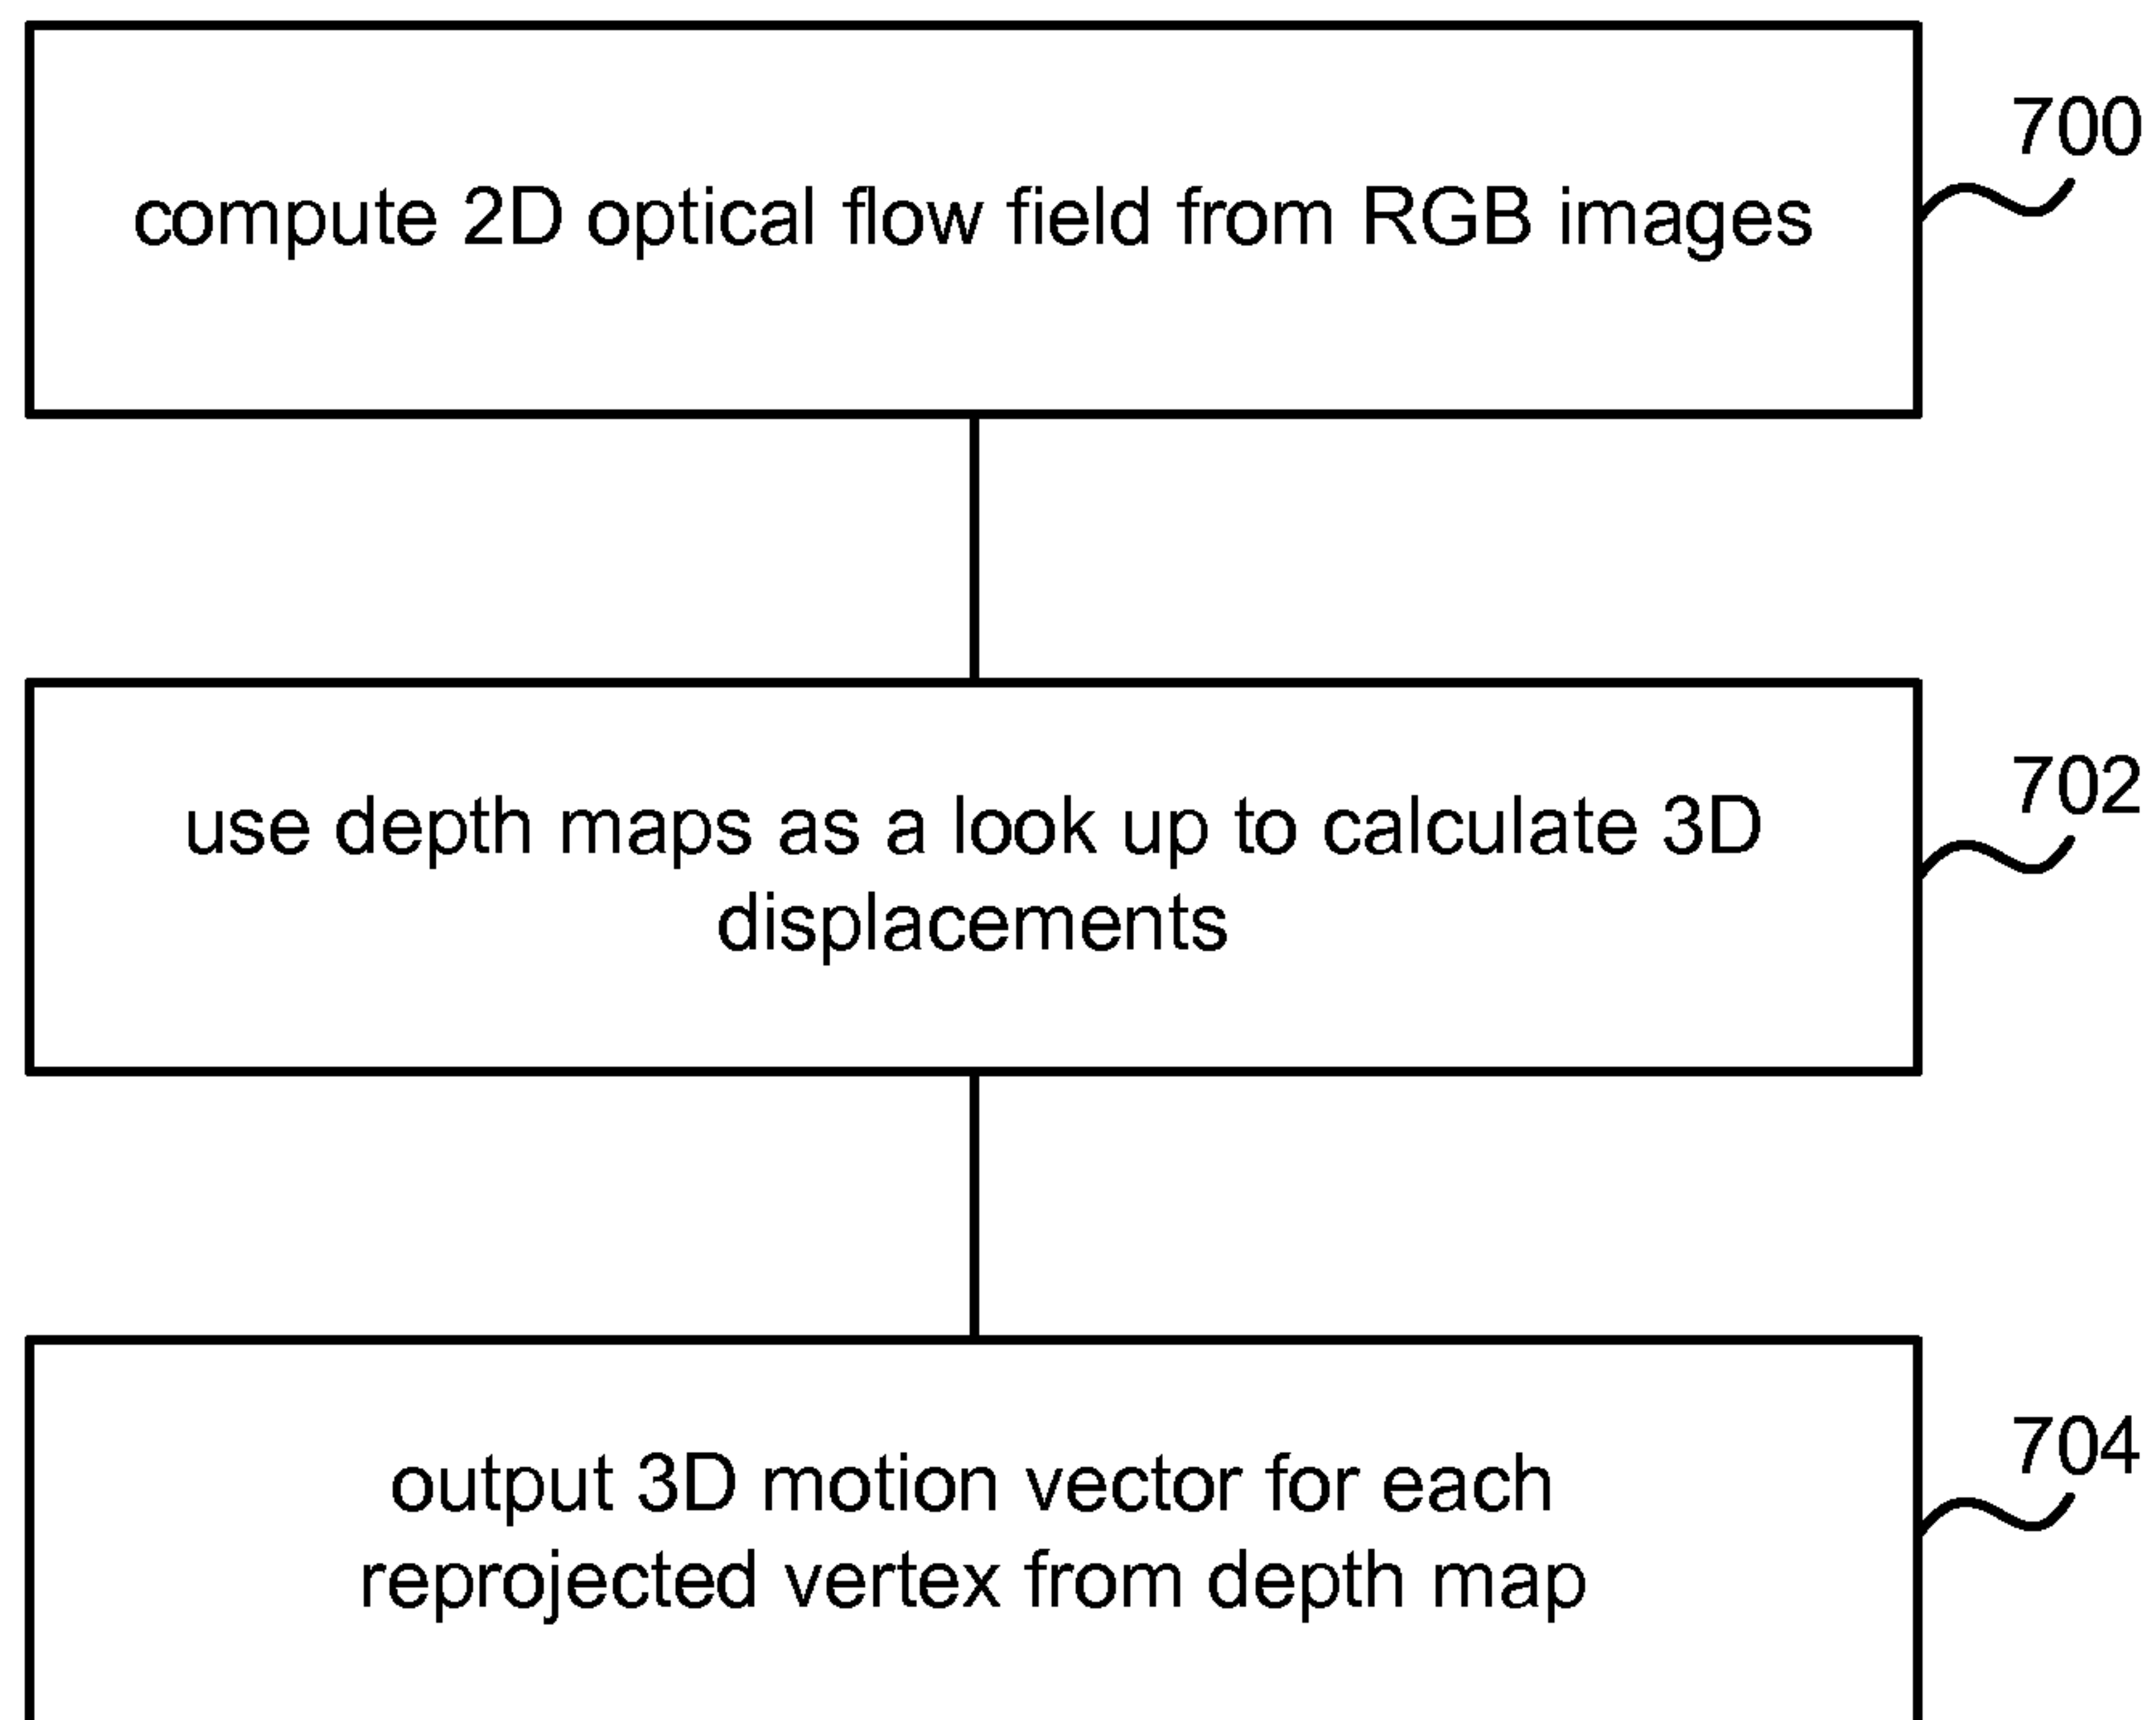 compute 2D optical flow field from RGB images
700
use depth maps as a look up to calculate 3D
displacements
702
output 3D motion vector for each
reprojected vertex from depth map
704